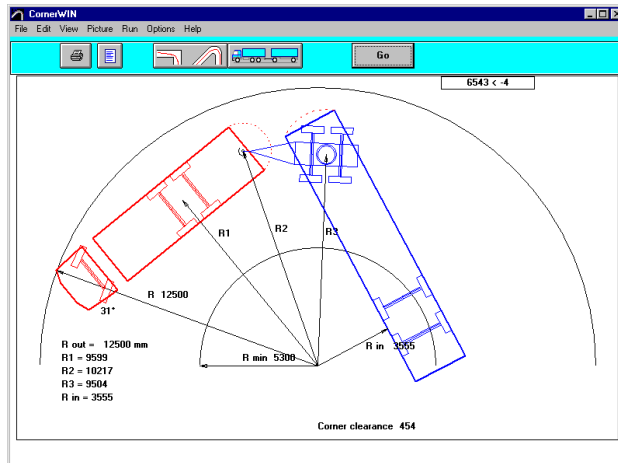 CornerWIN
File Edit View Picture Run Options Help
Go
6543 < -4
R1
R2
R3
R 12500
31°
R out = 12500 mm
R1 = 9599
R2 = 10217
R3 = 9504
R in = 3555
R min 5300
R in 3555
Corner clearance 454